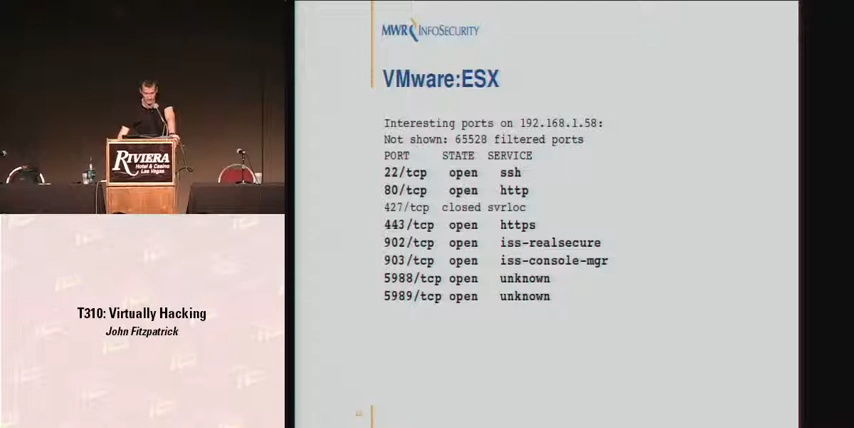 MWR INFOSECURITY
VMware:ESX
Interesting ports on 192.168.1.58:
Not shown: 65528 filtered ports
PORT STATE SERVICE
22/tcp open ssh
80/tcp open http
427/tcp closed svrloc
443/tcp open https
902/tcp open iss-realsecure
903/tcp open iss-console-mgr
5988/tcp open unknown
5989/tcp open unknown
RIVIERA
Hotel & Casino
Las Vegas
T310: Virtually Hacking
John Fitzpatrick